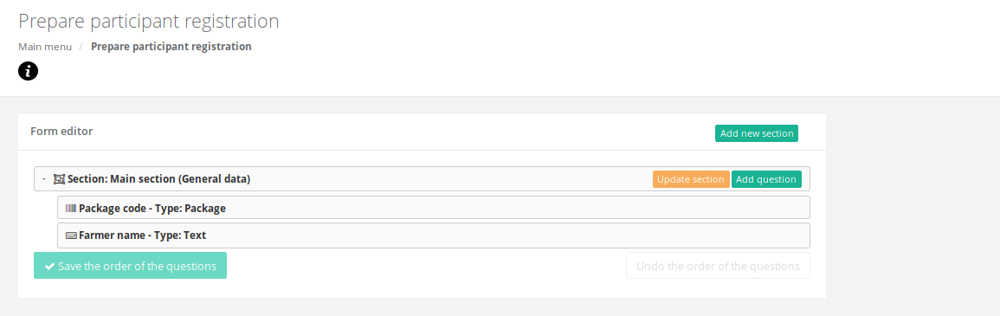 Prepare participant registration
Main menu / Prepare participant registration
Form editor
Add new section
- Section: Main section (General data)
Update section
Add question
Package code - Type: Package
Farmer name - Type: Text
Save the order of the questions
Undo the order of the questions